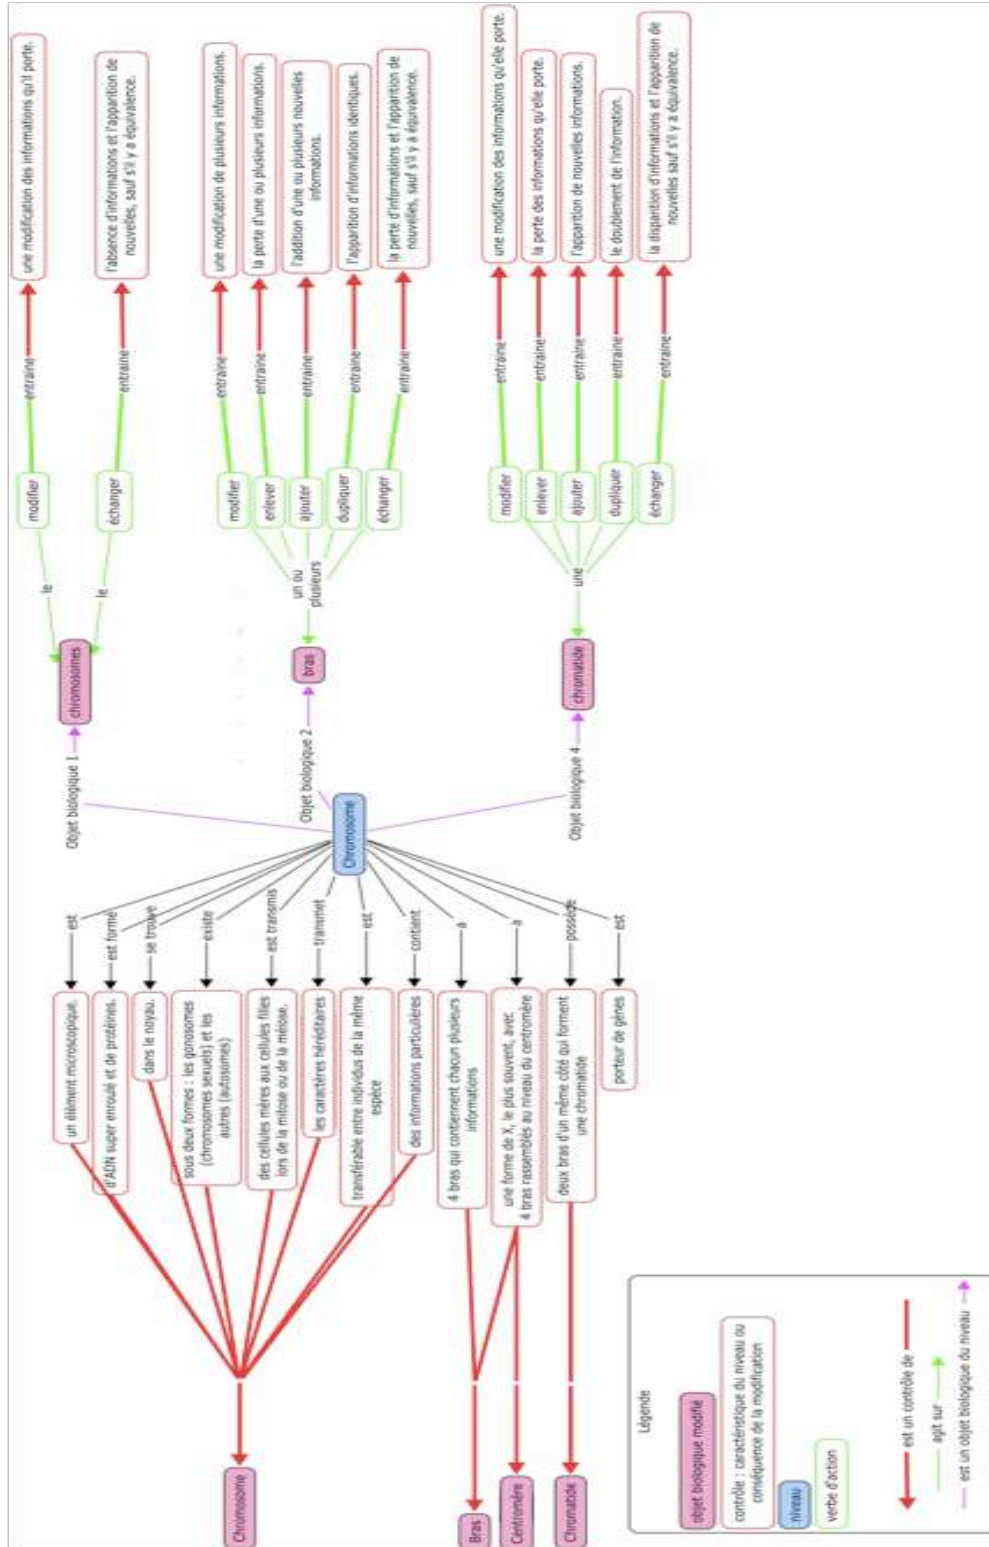 Chromosome
Bras
Centromère
Chromatide
un élément microscopique.
d'ADN super enroulé et de protéines.
dans le noyau.
sous deux formes : les gonosomes
(chromosomes sexuels) et les
autres (autosomes)
des cellules mères aux cellules filles
lors de la mitose ou de la méiose.
les caractères héréditaires
transférable entre individus de la même
espèce
des informations particulières
4 bras qui contiennent chacun plusieurs
informations
une forme de X, le plus souvent, avec
4 bras rassemblés au niveau du centromère
deux bras d'un même côté qui forment
une chromatide
porteur de gènes
est
est formé
se trouve
existe
est transmis
transmet
est
contient
a
a
possède
est
Chromosome
Objet biologique 1
Objet biologique 2
Objet biologique 4
chromosomes
bras
chromatide
le
le
un ou
plusieurs
une
modifier
échanger
modifier
enlever
ajouter
dupliquer
échanger
modifier
enlever
ajouter
dupliquer
échanger
entraine
entraine
entraine
entraine
entraine
entraine
entraine
entraine
entraine
entraine
entraine
entraine
une modification des informations qu'il porte.
l'absence d'informations et l'apparition de
nouvelles, sauf s'il y a équivalence.
une modification de plusieurs informations.
la perte d'une ou plusieurs informations.
l'addition d'une ou plusieurs nouvelles
informations.
l'apparition d'informations identiques.
la perte d'informations et l'apparition de
nouvelles, sauf s'il y a équivalence.
une modification des informations qu'elle porte.
la perte des informations qu'elle porte.
l'apparition de nouvelles informations.
le doublement de l'information.
la disparition d'informations et l'apparition de
nouvelles, sauf s'il y a équivalence.
Légende
objet biologique modifié
contrôle : caractéristique du niveau ou
conséquence de la modification
niveau
verbe d'action
est un contrôle de
agit sur
est un objet biologique du niveau